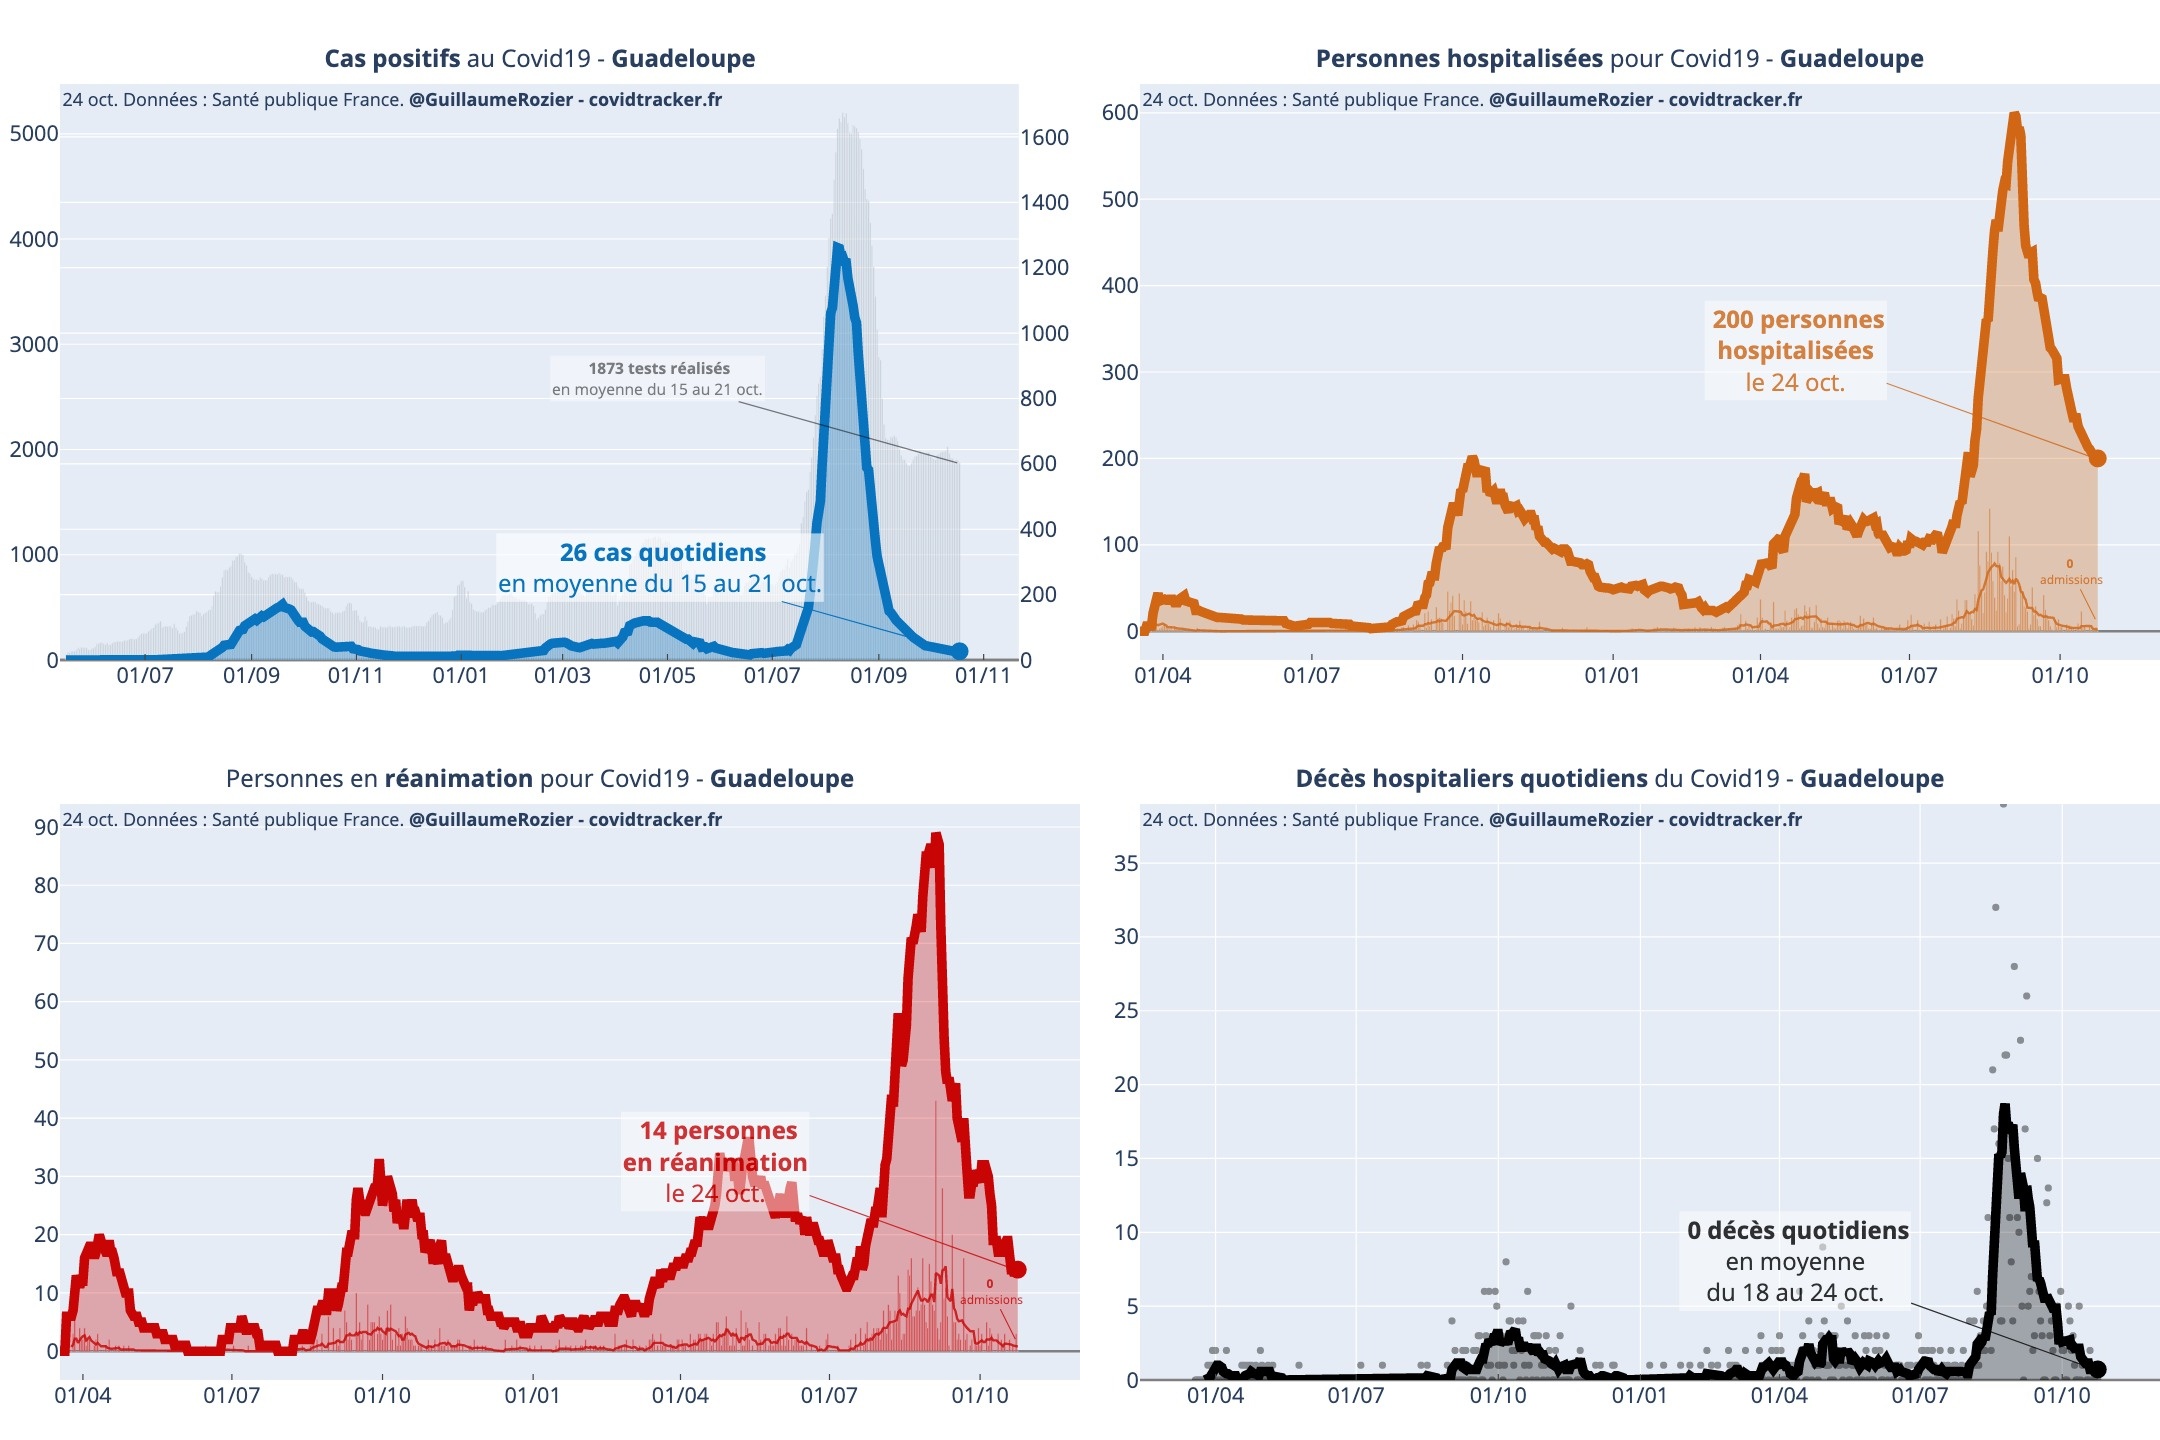 Cas positifs au Covid19 - Guadeloupe
24 oct. Données : Santé publique France. @GuillaumeRozier - covidtracker.fr
5000
4000
3000
2000
1000
0
1600
1400
1200
1000
800
600
400
200
0
1873 tests réalisés
en moyenne du 15 au 21 oct.
26 cas quotidiens
en moyenne du 15 au 21 oct.
01/07 01/09 01/11 01/01 01/03 01/05 01/07 01/09 01/11
Personnes hospitalisées pour Covid19 - Guadeloupe
24 oct. Données : Santé publique France. @GuillaumeRozier - covidtracker.fr
600
500
400
300
200
100
0
200 personnes
hospitalisées
le 24 oct.
0
admissions
01/04 01/07 01/10 01/01 01/04 01/07 01/10
Personnes en réanimation pour Covid19 - Guadeloupe
24 oct. Données : Santé publique France. @GuillaumeRozier - covidtracker.fr
90
80
70
60
50
40
30
20
10
0
14 personnes
en réanimation
le 24 oct.
0
admissions
01/04 01/07 01/10 01/01 01/04 01/07 01/10
Décès hospitaliers quotidiens du Covid19 - Guadeloupe
24 oct. Données : Santé publique France. @GuillaumeRozier - covidtracker.fr
35
30
25
20
15
10
5
0
0 décès quotidiens
en moyenne
du 18 au 24 oct.
01/04 01/07 01/10 01/01 01/04 01/07 01/10